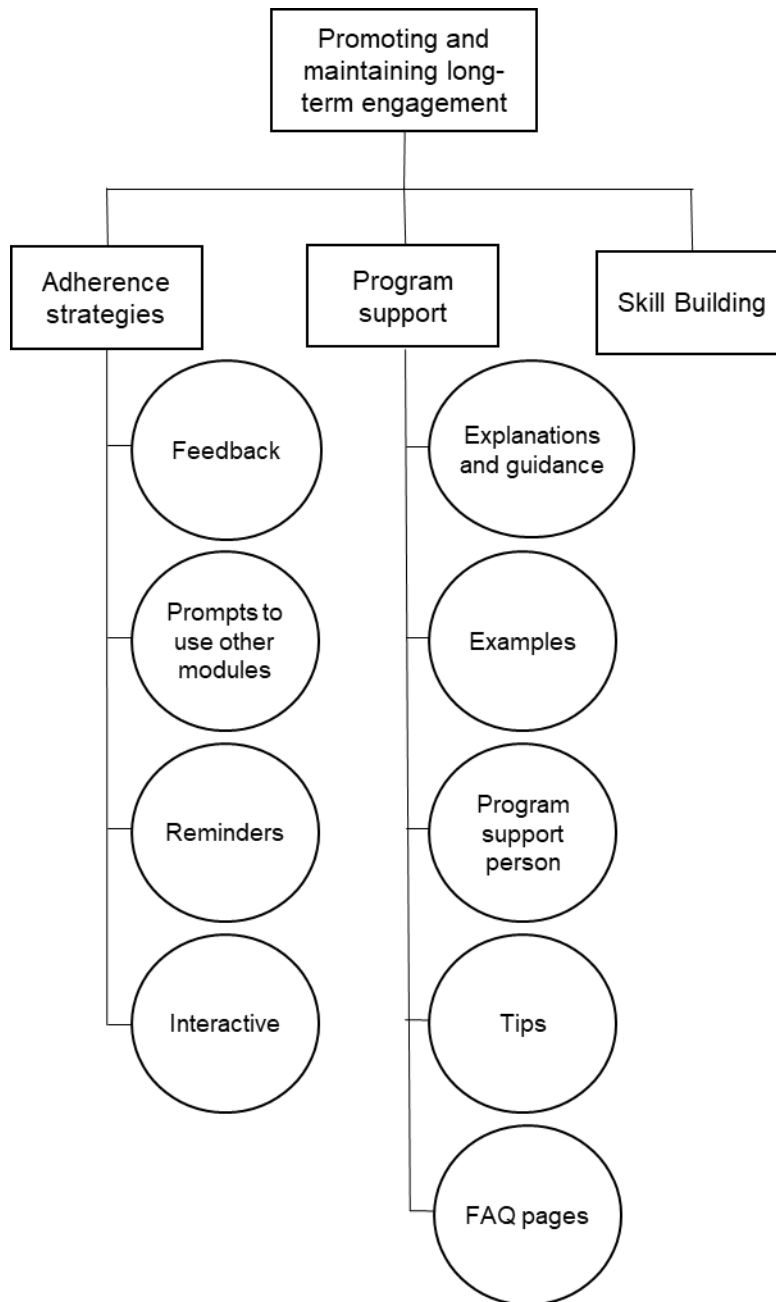 Promoting and
maintaining long-
term engagement
Adherence
strategies
Program
support
Skill Building
Feedback
Prompts to
use other
modules
Reminders
Interactive
Explanations
and guidance
Examples
Program
support
person
Tips
FAQ pages